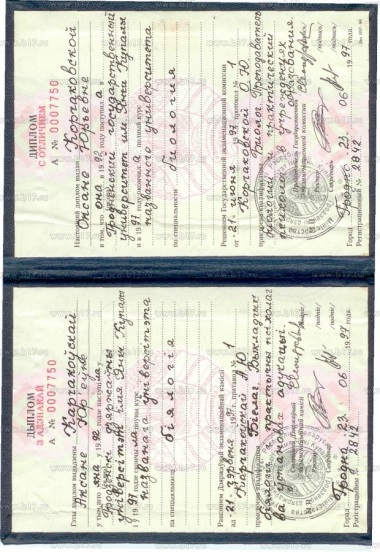 ДЫПЛОМ
З АДЗНАКАЙ
А № 0007750
Гэты дыплом выдадзены Карчакоўскай
Аксане Юр'еўне
у тым, што яна у 1992 годзе паступіла
Гродзенскі дзяржаўны
універсітэт імя Янкі Купалы
і ў 1997 годзе скончыла поўны курс
названага ўніверсітэта
па спецыяльнасці біялогія
Рашэннем Дзяржаўнай экзаменацыйнай камісіі
ад "21" чэрвеня 1997 г. пратакол № 1
Карчакоўскай А.Ю.
прысвоена кваліфікацыя Біёлаг. Выкладчык
біялогіі і практычны псіхолаг
ва ўстановах адукацыі.
Старшыня Дзяржаўнай
экзаменацыйнай камісіі /подпіс/
Рэктар /подпіс/
Сакратар /подпіс/
Горад Гродна 23. 06 1997 года
Рэгістрацыйны № 2842
ДИПЛОМ
С ОТЛИЧИЕМ
А № 0007750
Настоящий диплом выдан Корчаковской
Оксане Юрьевне
в том, что она в 1992 году поступила в
Гродненский государственный
университет им. Янки Купалы
и в 1997 году окончила полный курс
названного университета
по специальности биология
Решением Государственной экзаменационной комиссии
от "21" июня 1997 протокол № 1
Корчаковской О.Ю.
присвоена квалификация Биолог. Преподаватель
биологии и практический
психолог в учреждениях
образования
Председатель Государственной
экзаменационной комиссии /подпись/
Ректор /подпись/
Секретарь /подпись/
Город Гродно 23. 06 1997 года
Регистрационный № 2842